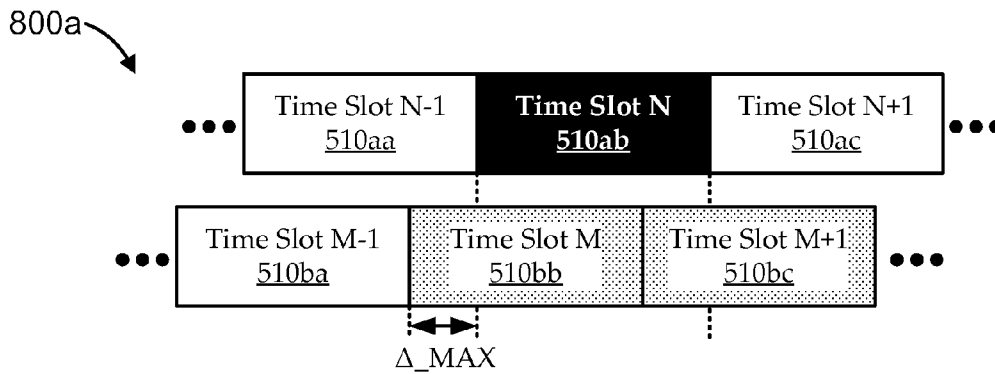 800a
Time Slot N-1 Time Slot N Time Slot N+1
510aa 510ab 510ac
Time Slot M-1 Time Slot M Time Slot M+1
510ba 510bb 510bc
Δ_MAX